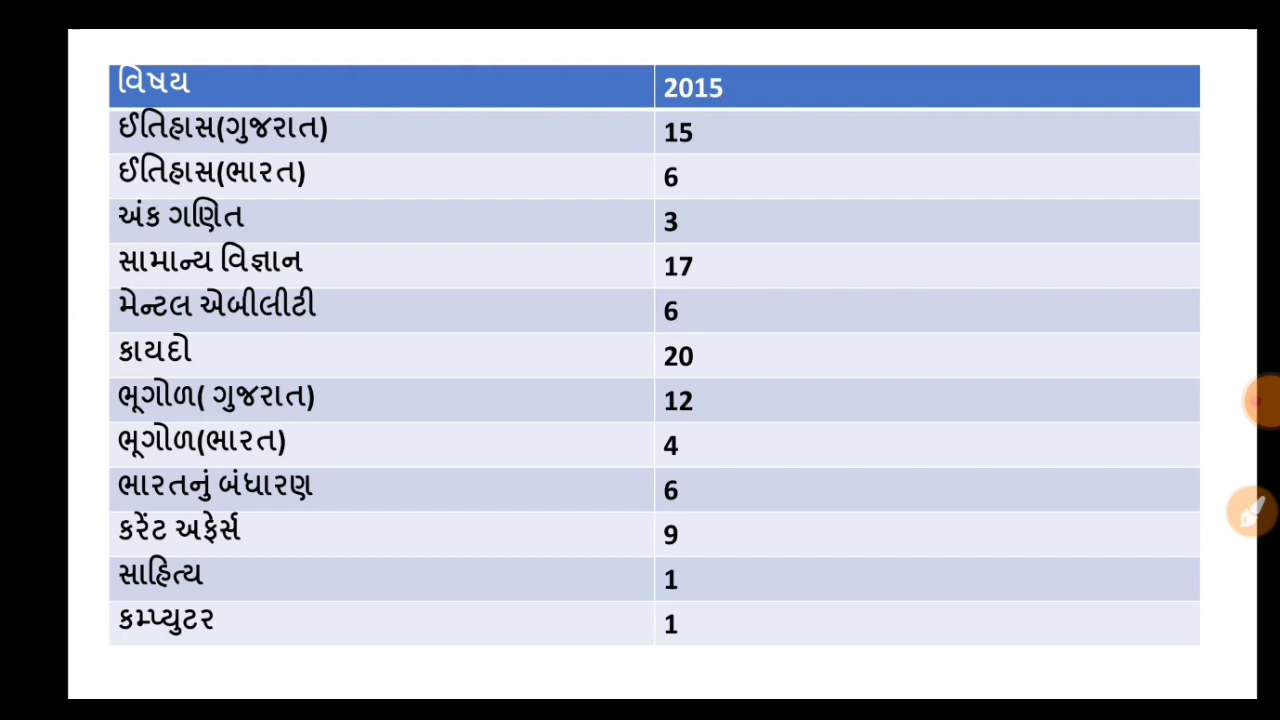 વિષય 2015
ઈતિહાસ(ગુજરાત) 15
ઈતિહાસ(ભારત) 6
અંક ગણિત 3
સામાન્ય વિજ્ઞાન 17
મેન્ટલ એબીલીટી 6
કાયદો 20
ભૂગોળ( ગુજરાત) 12
ભૂગોળ(ભારત) 4
ભારતનું બંધારણ 6
કરેંટ અફેર્સ 9
સાહિત્ય 1
કમ્પ્યુટર 1